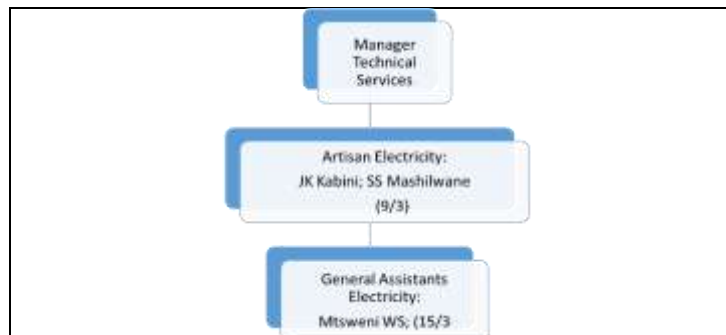 Manager
Technical
Services
Artisan Electricity:
JK Kabini; SS Mashilwane
(9/3)
General Assistants
Electricity:
Mtsweni WS; (15/3